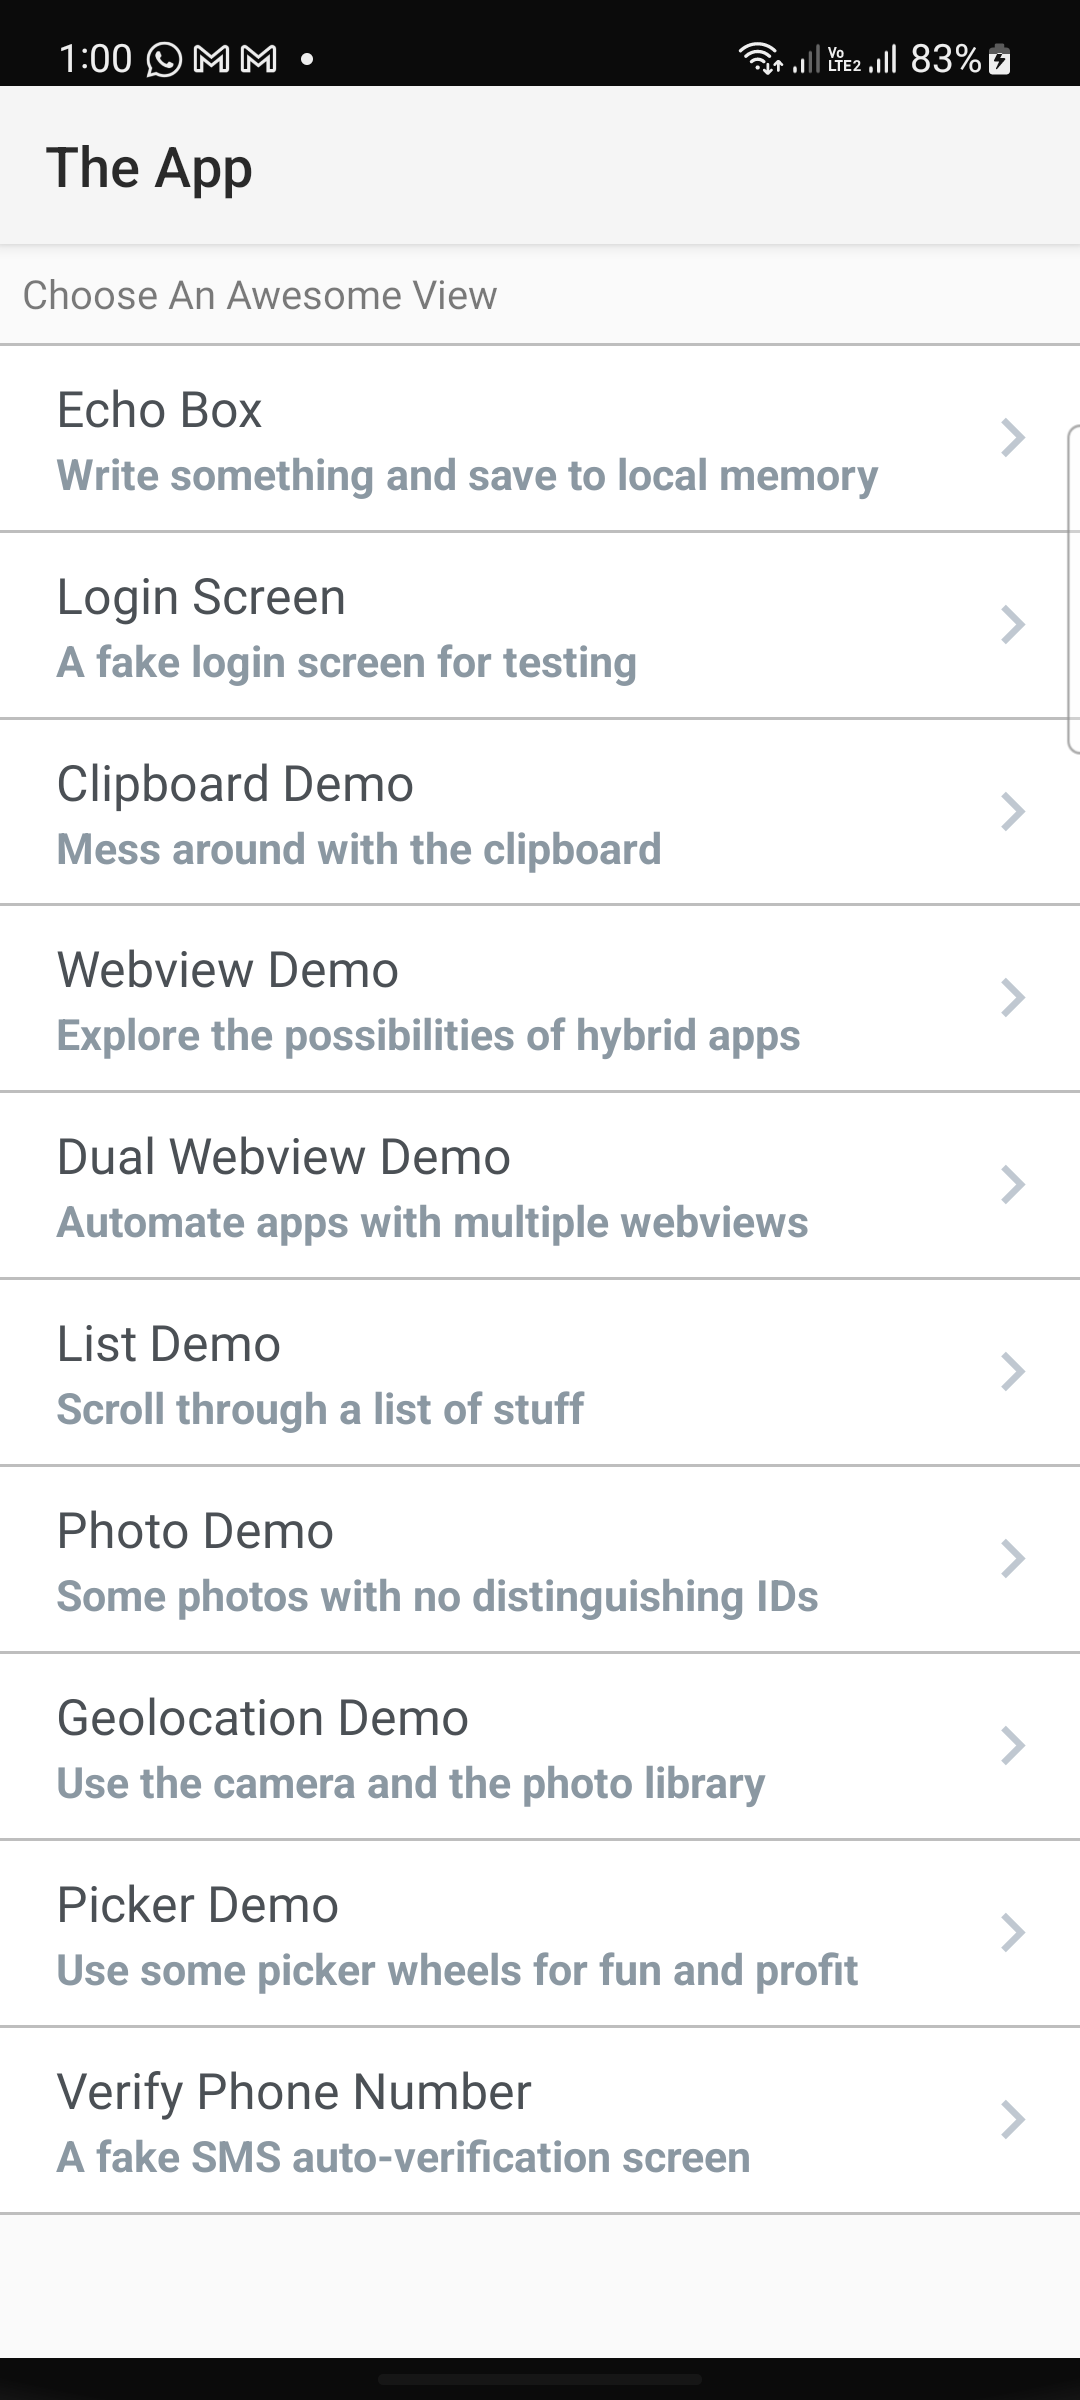 1:00
Vo
LTE2
83%
The App
Choose An Awesome View
Echo Box
Write something and save to local memory
Login Screen
A fake login screen for testing
Clipboard Demo
Mess around with the clipboard
Webview Demo
Explore the possibilities of hybrid apps
Dual Webview Demo
Automate apps with multiple webviews
List Demo
Scroll through a list of stuff
Photo Demo
Some photos with no distinguishing IDs
Geolocation Demo
Use the camera and the photo library
Picker Demo
Use some picker wheels for fun and profit
Verify Phone Number
A fake SMS auto-verification screen